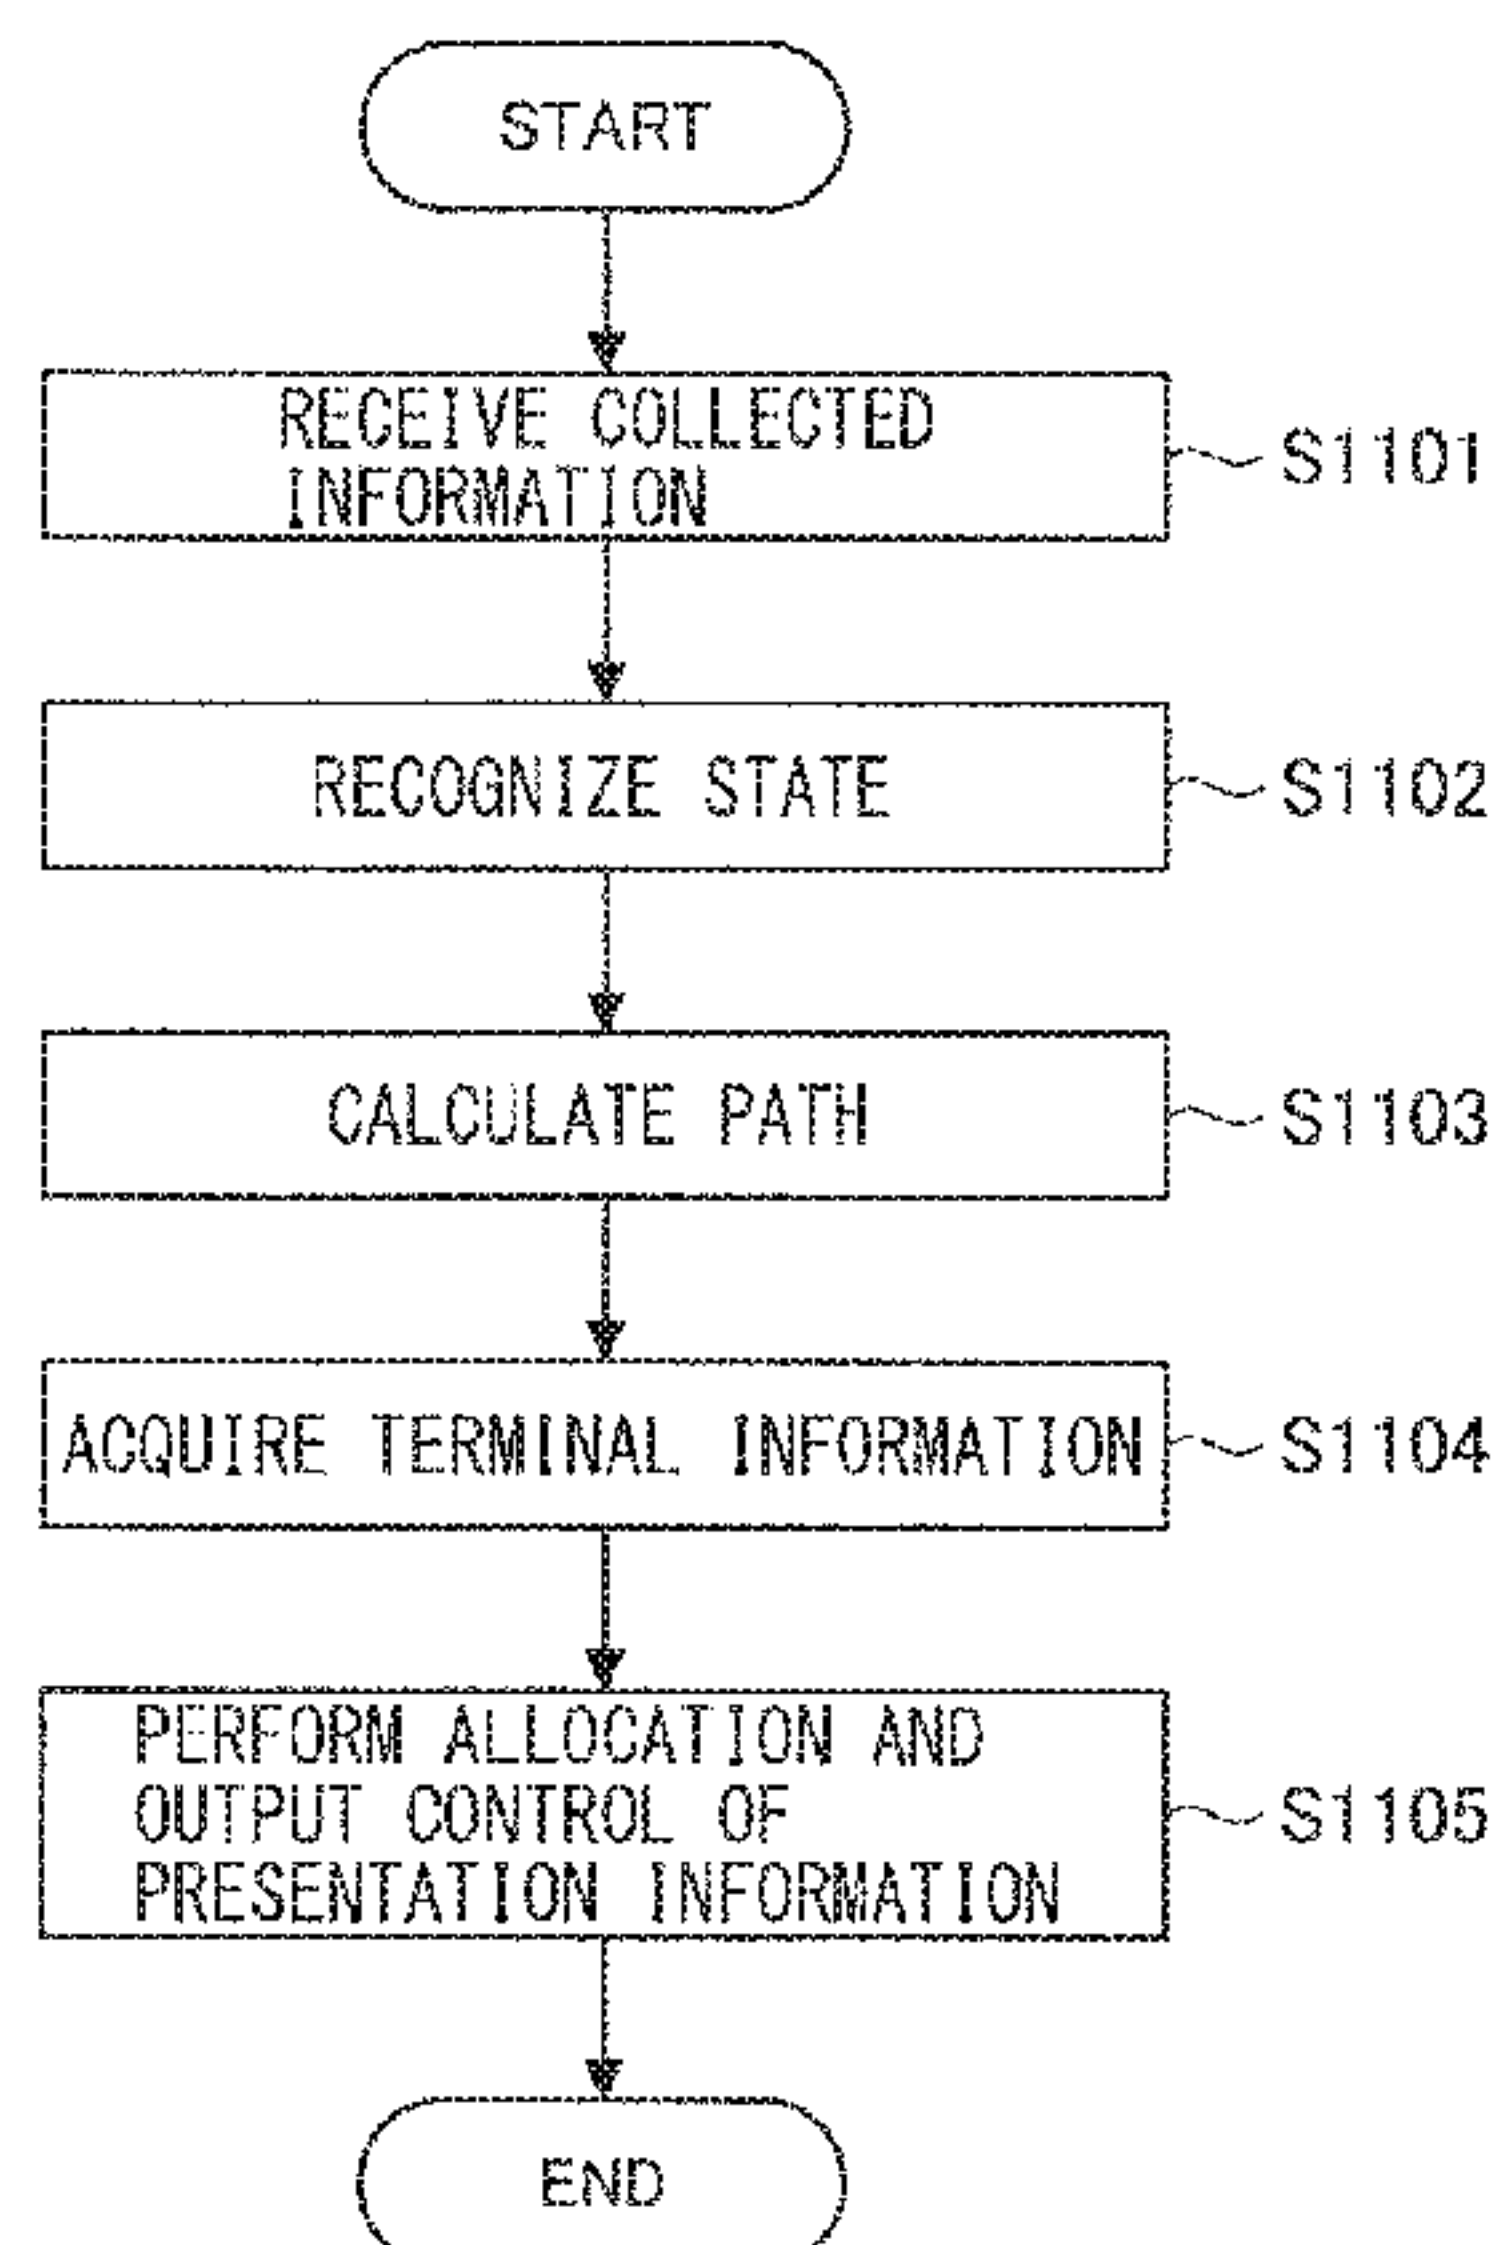 START
RECEIVE COLLECTED
INFORMATION
S1101
RECOGNIZE STATE
S1102
CALCULATE PATH
S1103
ACQUIRE TERMINAL INFORMATION
S1104
PERFORM ALLOCATION AND
OUTPUT CONTROL OF
PRESENTATION INFORMATION
S1105
END